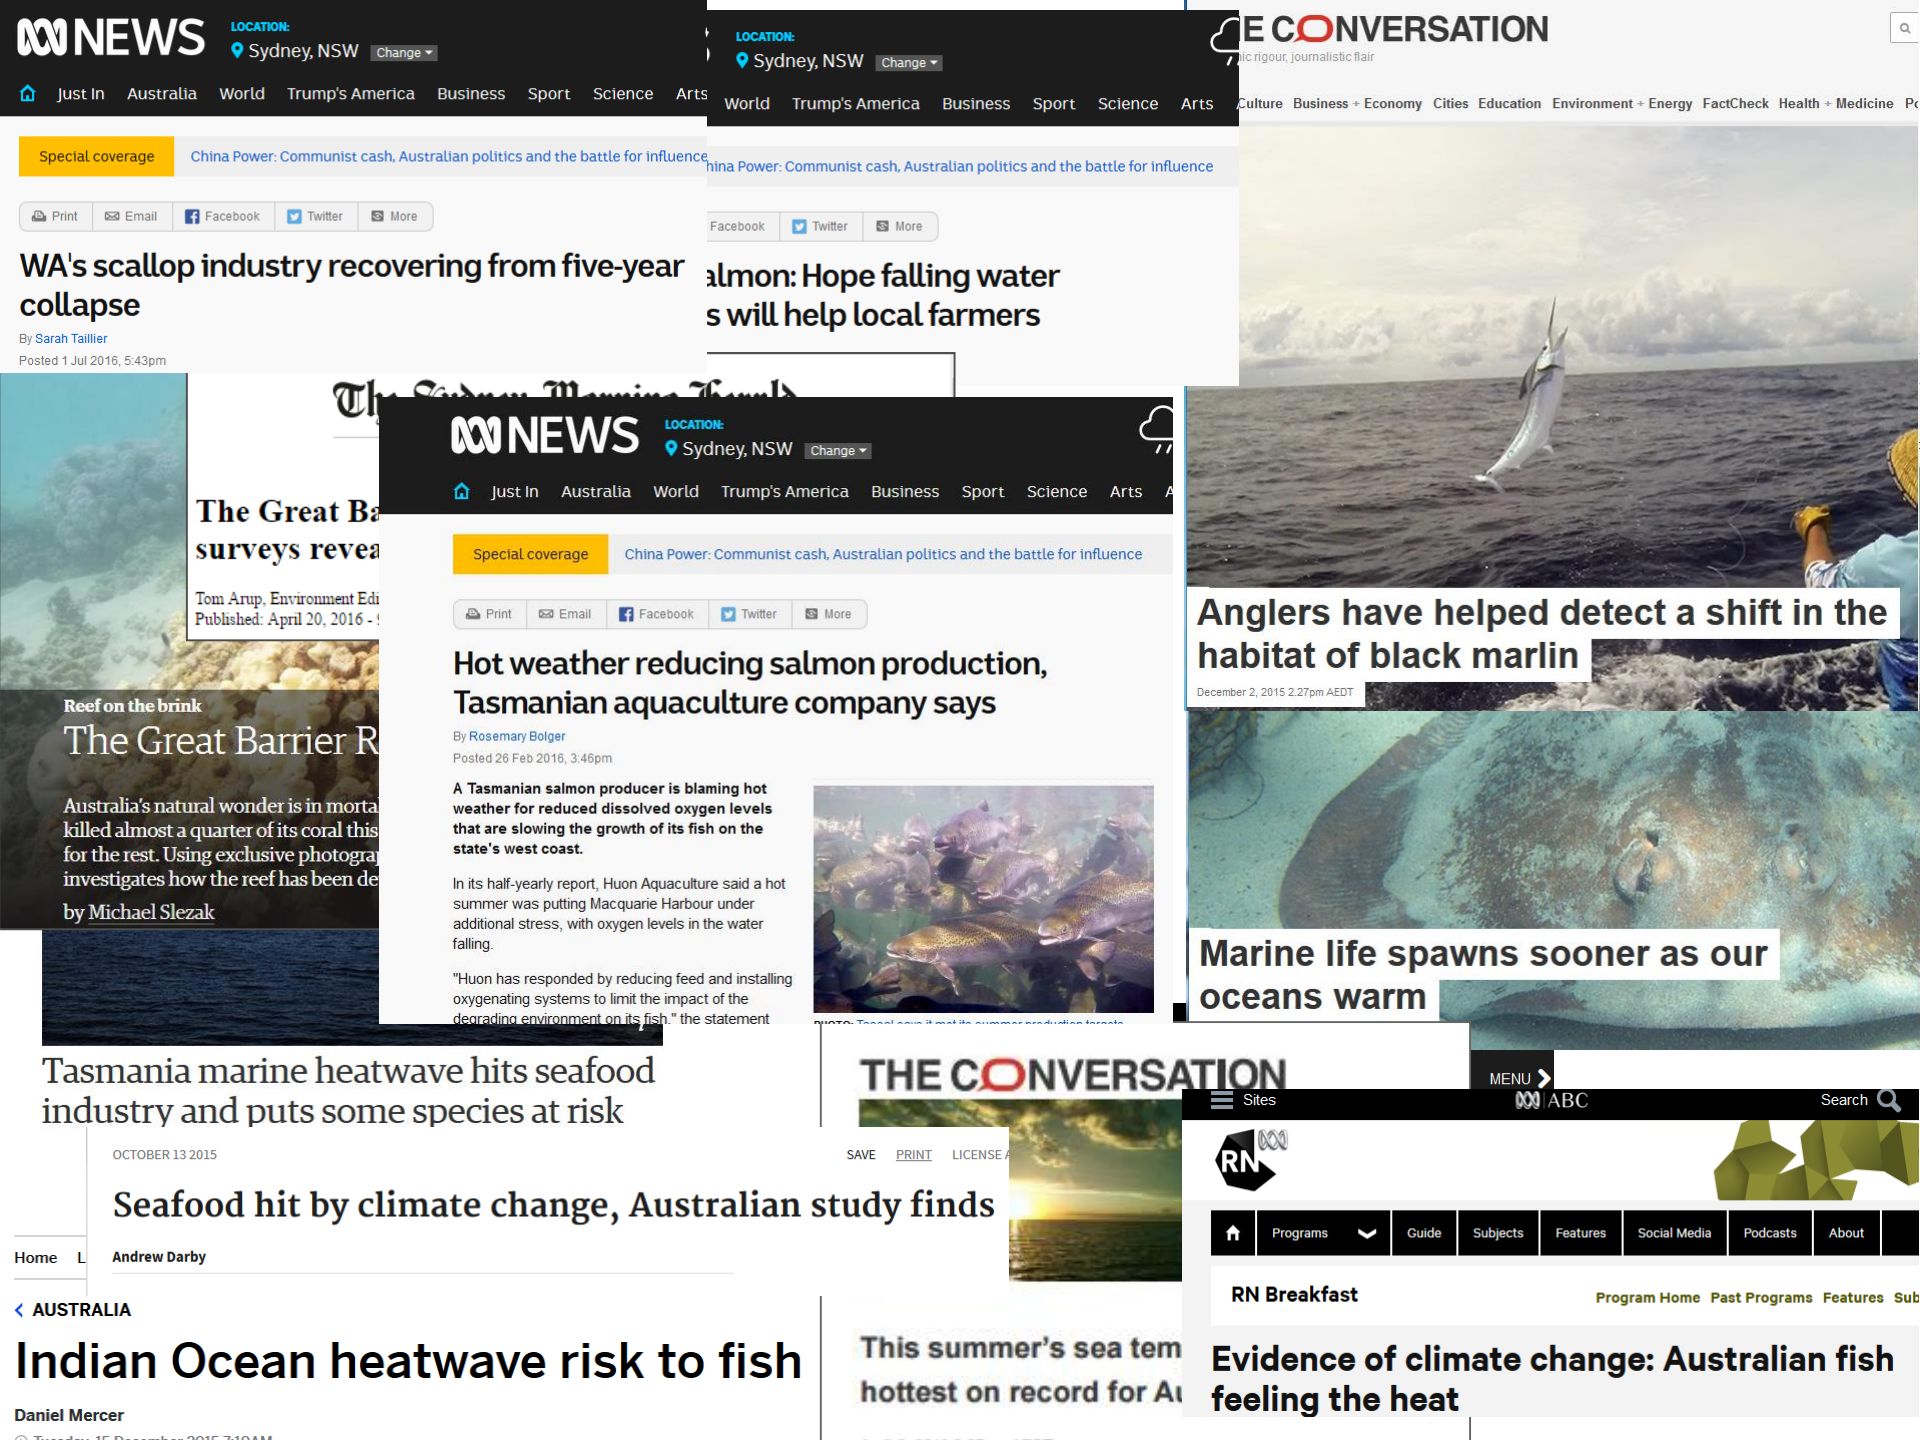 NEWS
LOCATION:
Sydney, NSW Change
Just In Australia World Trump's America Business Sport Science Arts
Special coverage China Power: Communist cash, Australian politics and the battle for influence
Print Email Facebook Twitter More
WA's scallop industry recovering from five-year
collapse
By Sarah Taillier
Posted 1 Jul 2016, 5:43pm
LOCATION:
Sydney, NSW Change
World Trump's America Business Sport Science Arts
Power: Communist cash, Australian politics and the battle for influence
Facebook Twitter More
Hope falling water
will help local farmers
CONVERSATION
rigour, journalistic flair
Culture Business + Economy Cities Education Environment + Energy FactCheck Health + Medicine
Anglers have helped detect a shift in the
habitat of black marlin
December 2, 2015 2.27pm AEDT
Marine life spawns sooner as our
oceans warm
The Sydney Morning Herald
The Great
surveys
Tom Arup, Environment
Published: April 20, 2016 -
Reef on the brink
The Great Barrier
Australia's natural wonder is in
killed almost a quarter of its coral this
for the rest. Using exclusive
investigates how the reef has been
by Michael Slezak
NEWS
LOCATION:
Sydney, NSW Change
Just In Australia World Trump's America Business Sport Science Arts
Special coverage China Power: Communist cash, Australian politics and the battle for influence
Print Email Facebook Twitter More
Hot weather reducing salmon production,
Tasmanian aquaculture company says
By Rosemary Bolger
Posted 26 Feb 2016, 3:46pm
A Tasmanian salmon producer is blaming hot
weather for reduced dissolved oxygen levels
that are slowing the growth of its fish on the
state's west coast.
In its half-yearly report, Huon Aquaculture said a hot
summer was putting Macquarie Harbour under
additional stress, with oxygen levels in the water
falling.
"Huon has responded by reducing feed and installing
oxygenating systems to limit the impact of the
degrading environment on its fish." the statement
Tasmania marine heatwave hits seafood
industry and puts some species at risk
OCTOBER 13 2015 SAVE PRINT LICENSE
Seafood hit by climate change, Australian study finds
Andrew Darby
Home
AUSTRALIA
Indian Ocean heatwave risk to fish
Daniel Mercer
THE CONVERSATION
This summer's sea
hottest on record for
MENU
Sites ABC Search
RN
Programs Guide Subjects Features Social Media Podcasts About
RN Breakfast Program Home Past Programs Features
Evidence of climate change: Australian fish
feeling the heat